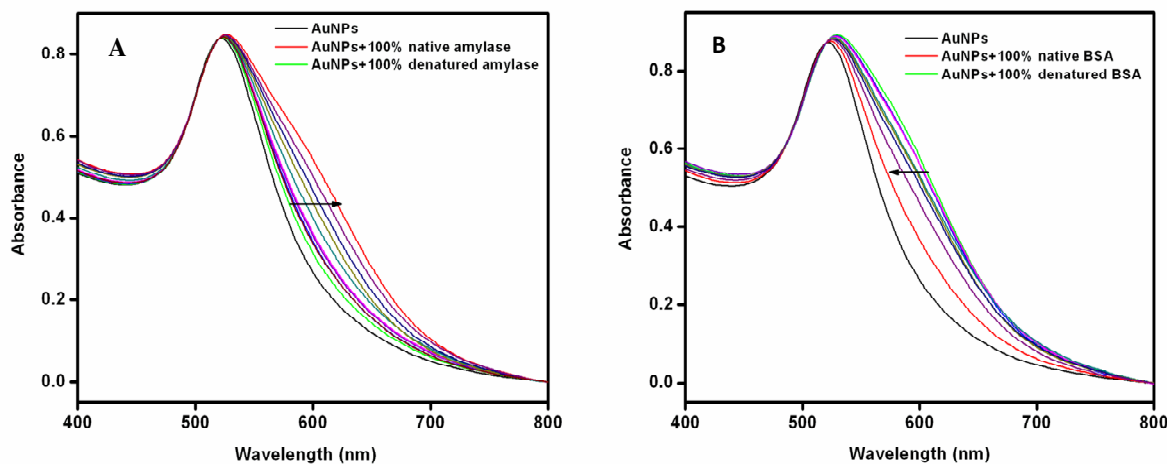 A
AuNPs
AuNPs+100% native amylase
AuNPs+100% denatured amylase
0.8
0.6
0.4
0.2
0.0
400
500
600
700
800
Absorbance
Wavelength (nm)
B
AuNPs
AuNPs+100% native BSA
AuNPs+100% denatured BSA
0.8
0.6
0.4
0.2
0.0
400
500
600
700
800
Absorbance
Wavelength (nm)